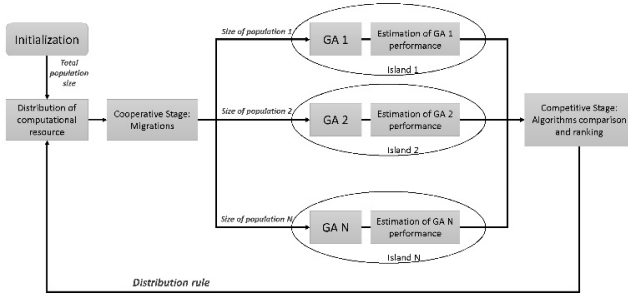 Initialization
Total
population
size
Distribution of
computational
resource
Cooperative Stage:
Migrations
Size of population 1
GA 1
Estimation of GA 1
performance
Island 1
Size of population 2
GA 2
Estimation of GA 2
performance
Island 2
Size of population N
GA N
Estimation of GA N
performance
Island N
Competitive Stage:
Algorithms comparison
and ranking
Distribution rule